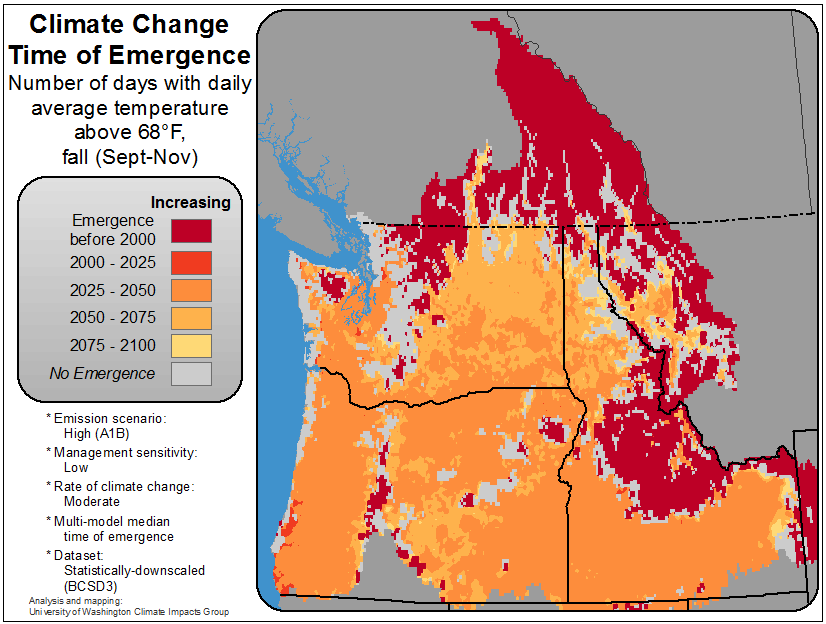 Climate Change
Time of Emergence
Number of days with daily
average temperature
above 68°F,
fall (Sept-Nov)
Increasing
Emergence
before 2000
2000 - 2025
2025 - 2050
2050 - 2075
2075 - 2100
No Emergence
* Emission scenario:
High (A1B)
* Management sensitivity:
Low
* Rate of climate change:
Moderate
* Multi-model median
time of emergence
* Dataset:
Statistically-downscaled
(BCSD3)
Analysis and mapping:
University of Washington Climate Impacts Group